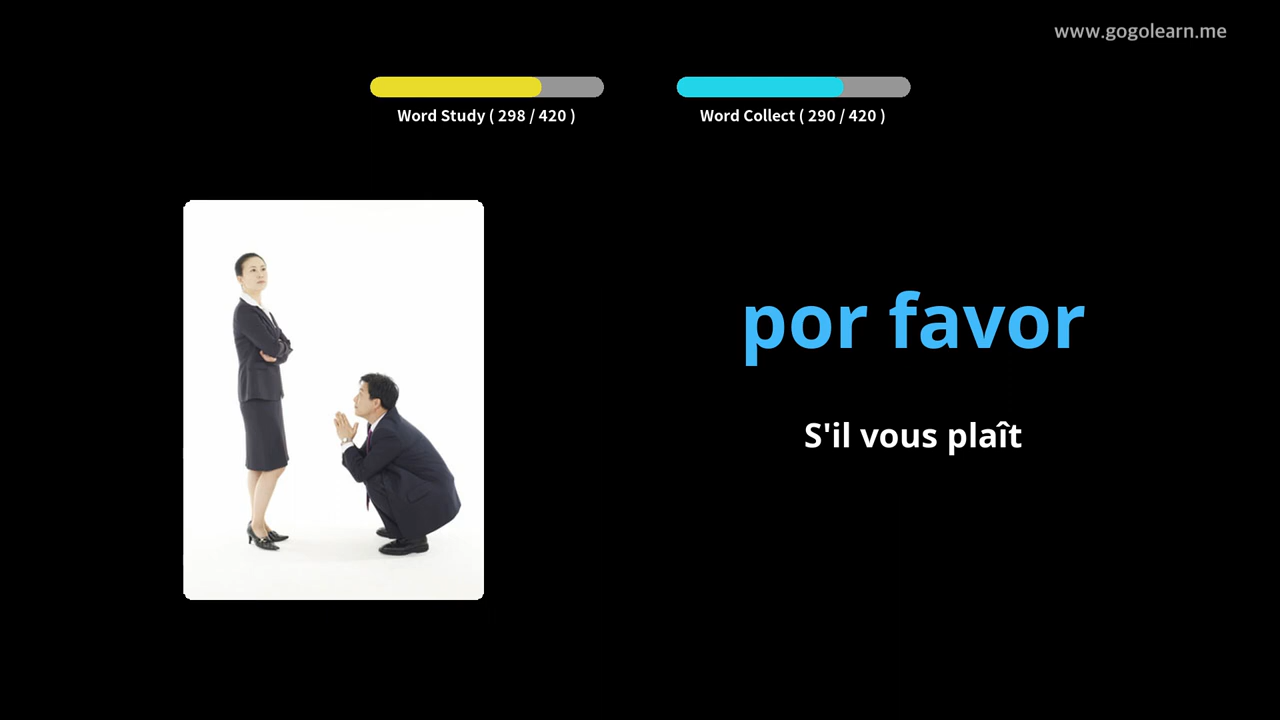 www.gogolearn.me
Word Study ( 298 / 420 )
Word Collect ( 290 / 420 )
por favor
S'il vous plaît